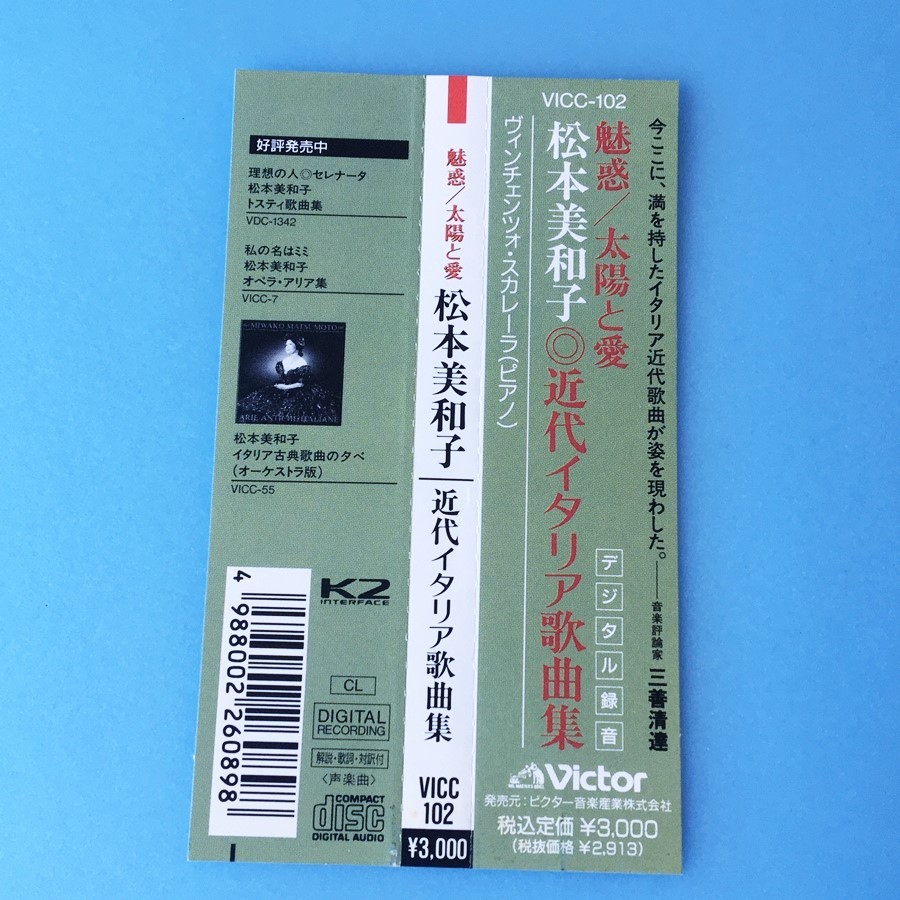 VICC-102
今ここに、満を持したイタリア近代歌曲が姿を現わした。――音楽評論家 三善清達
魅惑/太陽と愛
松本美和子◎近代イタリア歌曲集
ヴィンチェンツォ・スカレーラ(ピアノ)
デジタル録音
HIS MASTER'S VOICE
Victor
発売元:ビクター音楽産業株式会社
税込定価 ¥3,000
(税抜価格 ¥2,913)
魅惑/太陽と愛
松本美和子
近代イタリア歌曲集
VICC
102
¥3,000
好評発売中
理想の人◎セレナータ
松本美和子
トスティ歌曲集
VDC-1342
私の名はミミ
松本美和子
オペラ・アリア集
VICC-7
MIWAKO MATSUMOTO
ARIE ANTICHE ITALIANE
松本美和子
イタリア古典歌曲の夕べ
(オーケストラ版)
VICC-55
K2
INTERFACE
CL
DIGITAL
RECORDING
解説・歌詞・対訳付
〈声楽曲〉
COMPACT
disc
DIGITAL AUDIO
4 988002 260898